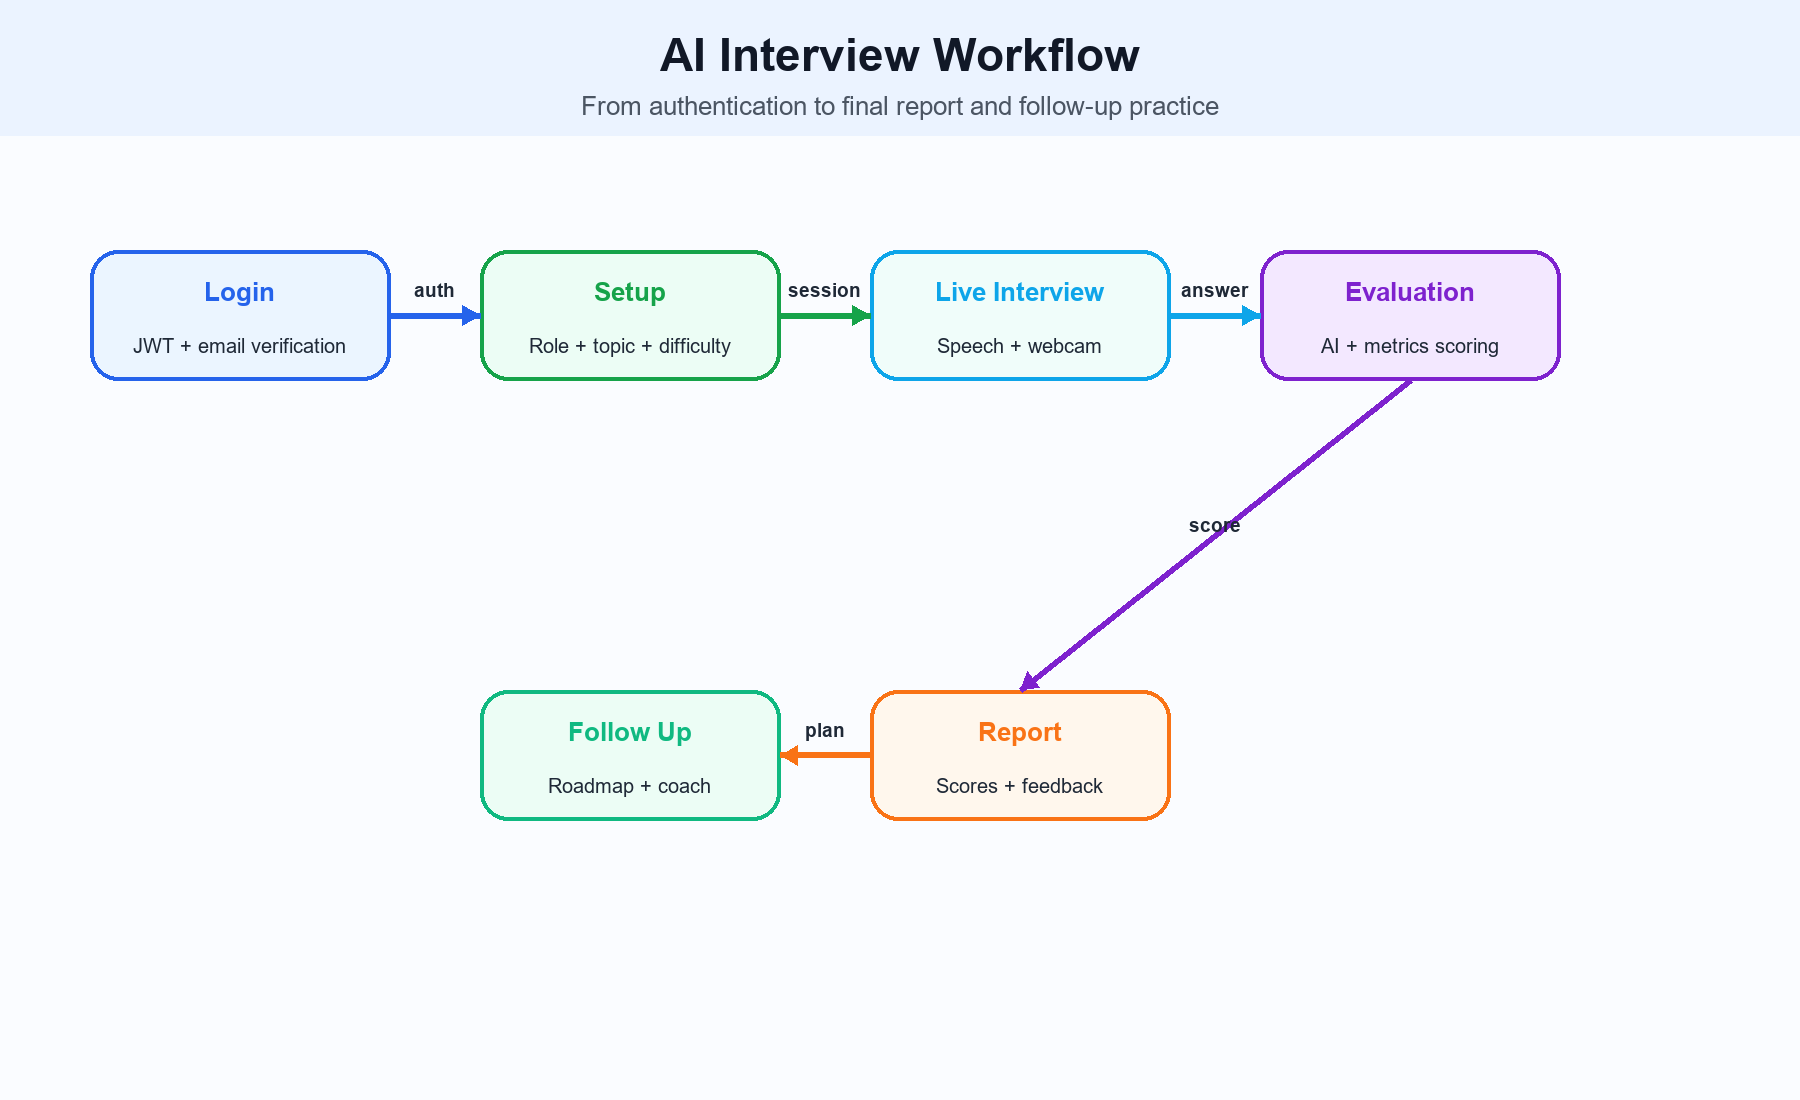 AI Interview Workflow
From authentication to final report and follow-up practice
Login
JWT + email verification
auth
Setup
Role + topic + difficulty
session
Live Interview
Speech + webcam
answer
Evaluation
AI + metrics scoring
score
Report
Scores + feedback
plan
Follow Up
Roadmap + coach